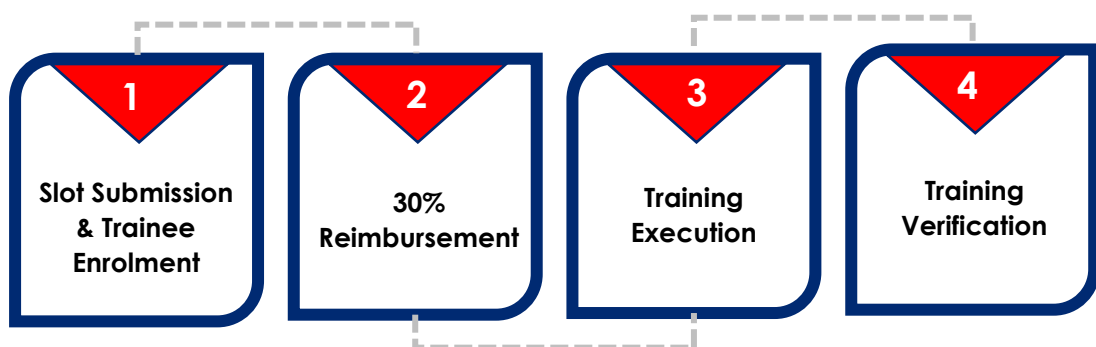 1
Slot Submission
& Trainee
Enrolment
2
30%
Reimbursement
3
Training
Execution
4
Training
Verification